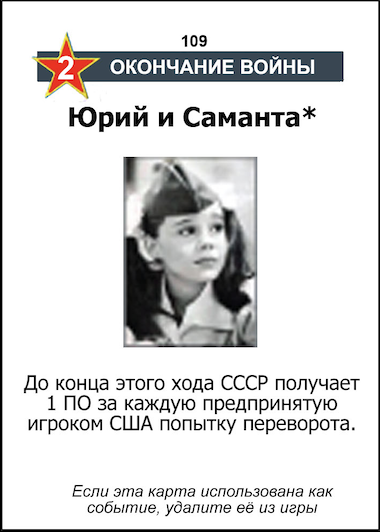 109
2 ОКОНЧАНИЕ ВОЙНЫ
Юрий и Саманта*
До конца этого хода СССР получает
1 ПО за каждую предпринятую
игроком США попытку переворота.
Если эта карта использована как
событие, удалите её из игры